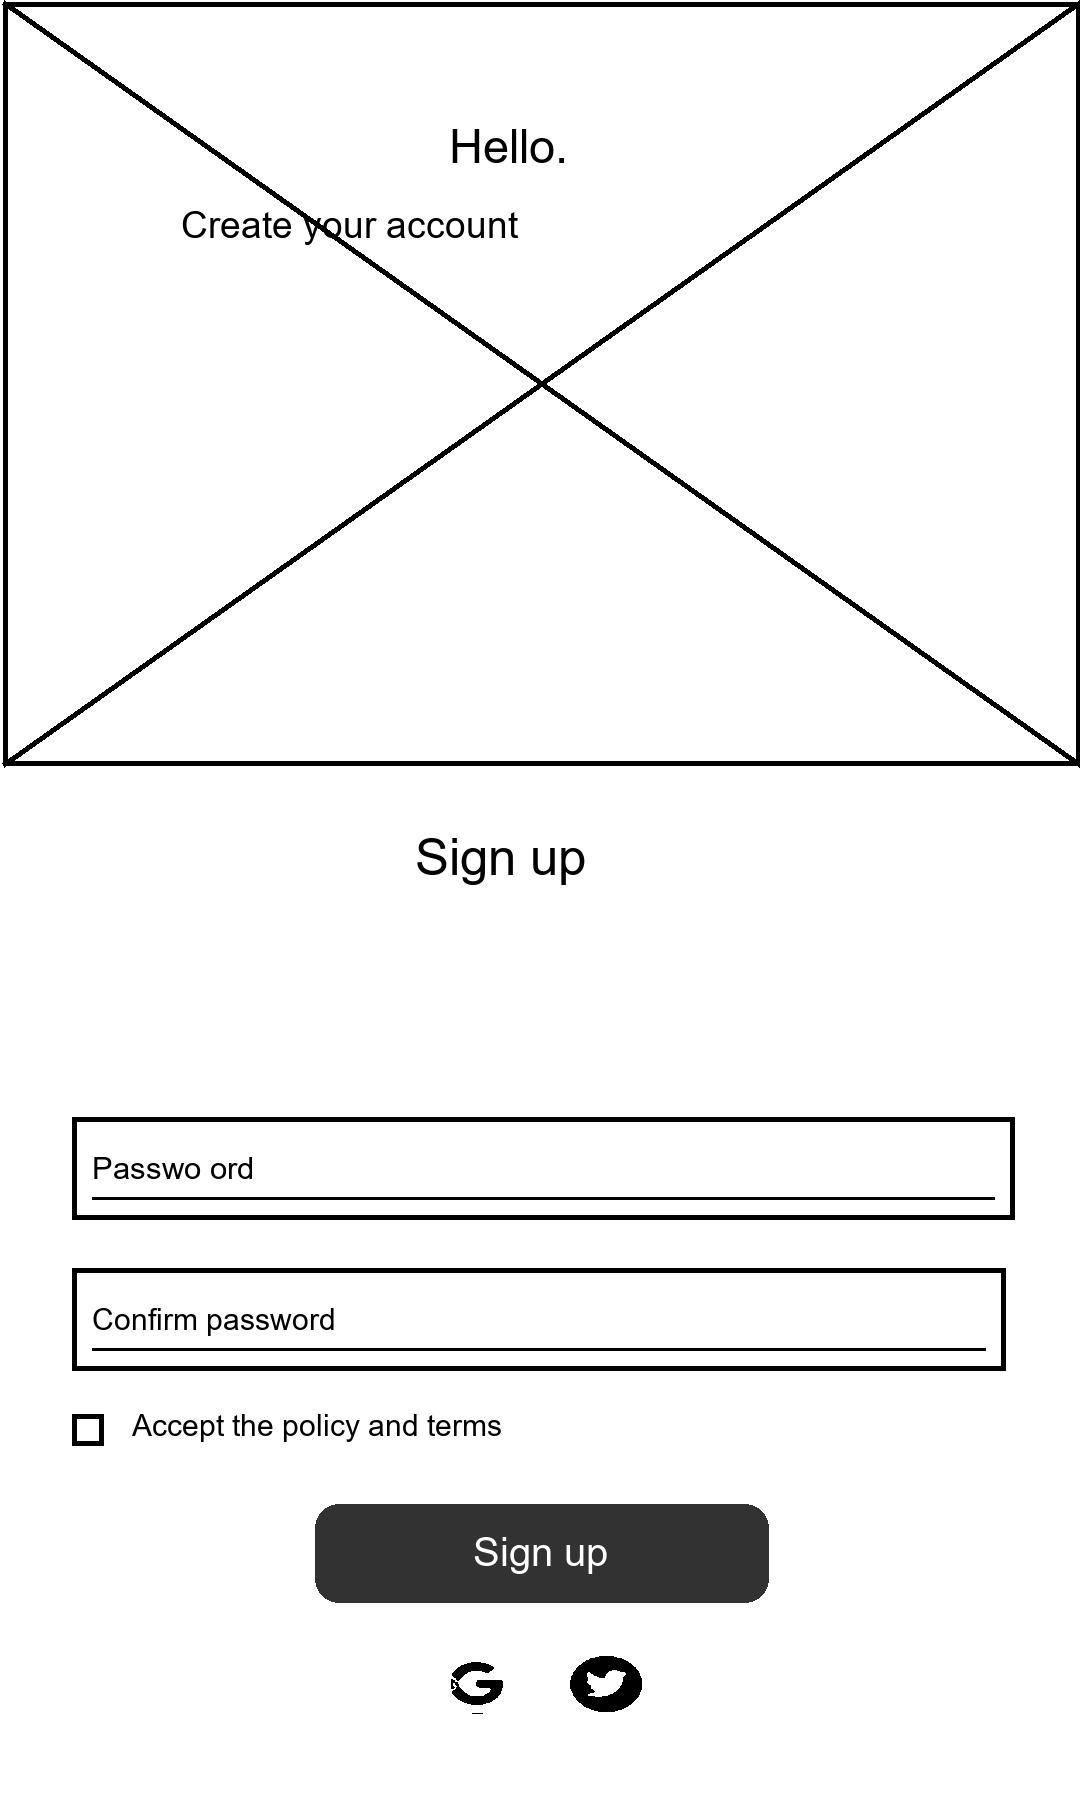 Hello.
Create your account
Sign up
Passwo ord
Confirm password
Accept the policy and terms
Sign up